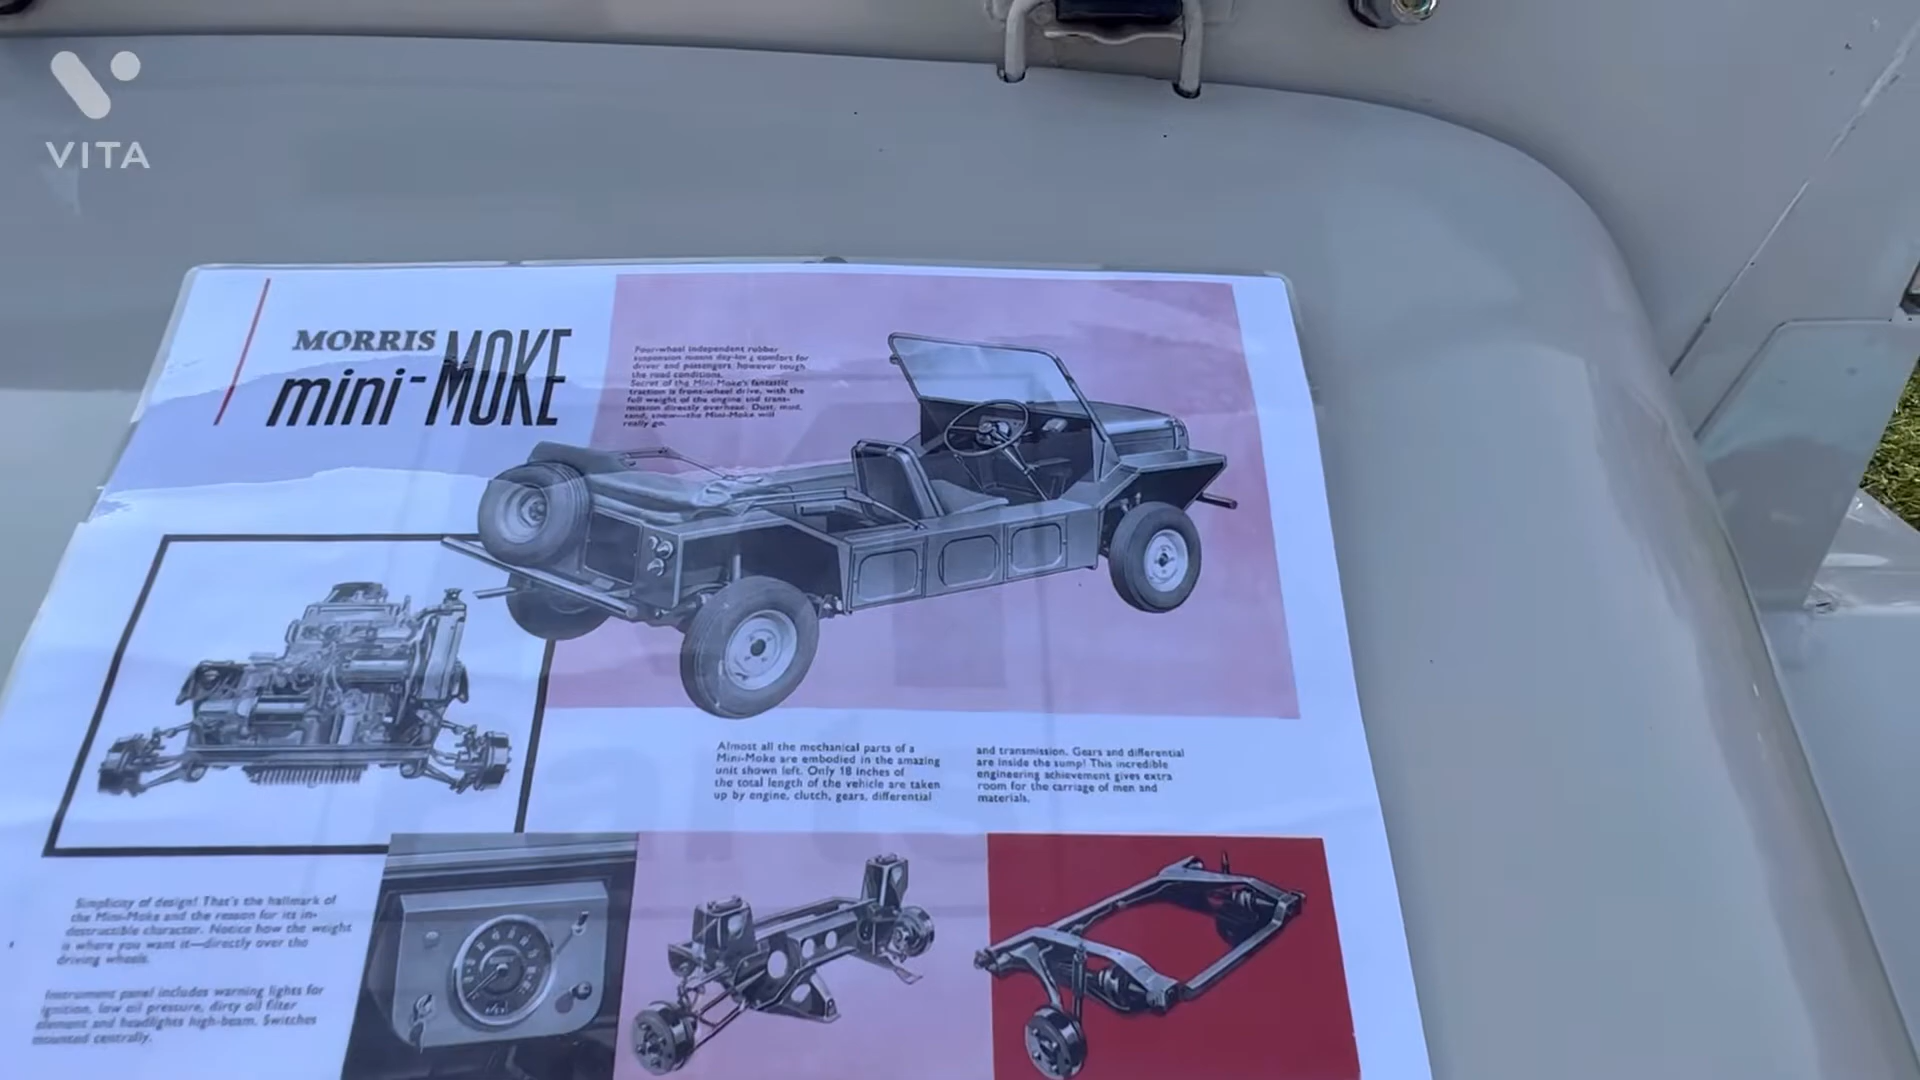 VITA
MORRIS
mini-MOKE
Four-wheel independent rubber
suspension means day-long comfort for
driver and passengers, however tough
the road conditions.
Secret of the Mini-Moke's fantastic
traction is front-wheel drive, with the
full weight of the engine and trans-
mission directly overhead. Dust, mud,
sand, snow—the Mini-Moke will
really go.
Almost all the mechanical parts of a
Mini-Moke are embodied in the amazing
unit shown left. Only 18 inches of
the total length of the vehicle are taken
up by engine, clutch, gears, differential
and transmission. Gears and differential
are inside the sump! This incredible
engineering achievement gives extra
room for the carriage of men and
materials.
Simplicity of design! That's the hallmark of
the Mini-Moke and the reason for its in-
destructible character. Notice how the weight
is where you want it—directly over the
driving wheels.
Instrument panel includes warning lights for
ignition, low oil pressure, dirty oil filter
element and headlights high-beam. Switches
mounted centrally.